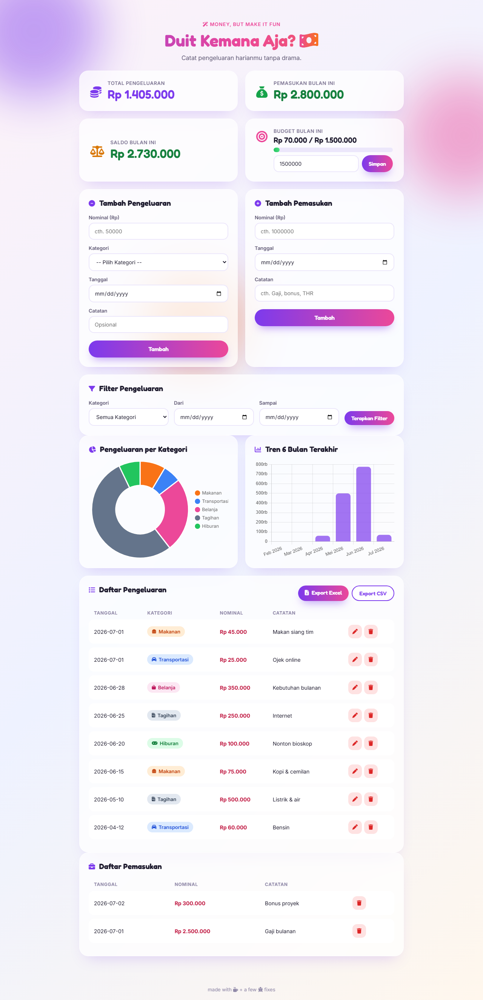 MONEY, BUT MAKE IT FUN
Duit Kemana Aja?
Catat pengeluaran harianmu tanpa drama.
TOTAL PENGELUARAN
Rp 1.405.000
PEMASUKAN BULAN INI
Rp 2.800.000
SALDO BULAN INI
Rp 2.730.000
BUDGET BULAN INI
Rp 70.000 / Rp 1.500.000
1500000
Simpan
Tambah Pengeluaran
Nominal (Rp)
cth. 50000
Kategori
-- Pilih Kategori --
Tanggal
mm/dd/yyyy
Catatan
Opsional
Tambah
Tambah Pemasukan
Nominal (Rp)
cth. 1000000
Tanggal
mm/dd/yyyy
Catatan
cth. Gaji, bonus, THR
Tambah
Filter Pengeluaran
Kategori
Semua Kategori
Dari
mm/dd/yyyy
Sampai
mm/dd/yyyy
Terapkan Filter
Pengeluaran per Kategori
Makanan
Transportasi
Belanja
Tagihan
Hiburan
Tren 6 Bulan Terakhir
800rb
700rb
600rb
500rb
400rb
300rb
200rb
100rb
0
Feb 2026
Mar 2026
Apr 2026
Mei 2026
Jun 2026
Jul 2026
Daftar Pengeluaran
Export Excel
Export CSV
TANGGAL KATEGORI NOMINAL CATATAN
2026-07-01 Makanan Rp 45.000 Makan siang tim
2026-07-01 Transportasi Rp 25.000 Ojek online
2026-06-28 Belanja Rp 350.000 Kebutuhan bulanan
2026-06-25 Tagihan Rp 250.000 Internet
2026-06-20 Hiburan Rp 100.000 Nonton bioskop
2026-06-15 Makanan Rp 75.000 Kopi & cemilan
2026-05-10 Tagihan Rp 500.000 Listrik & air
2026-04-12 Transportasi Rp 60.000 Bensin
Daftar Pemasukan
TANGGAL NOMINAL CATATAN
2026-07-02 Rp 300.000 Bonus proyek
2026-07-01 Rp 2.500.000 Gaji bulanan
made with + a few fixes